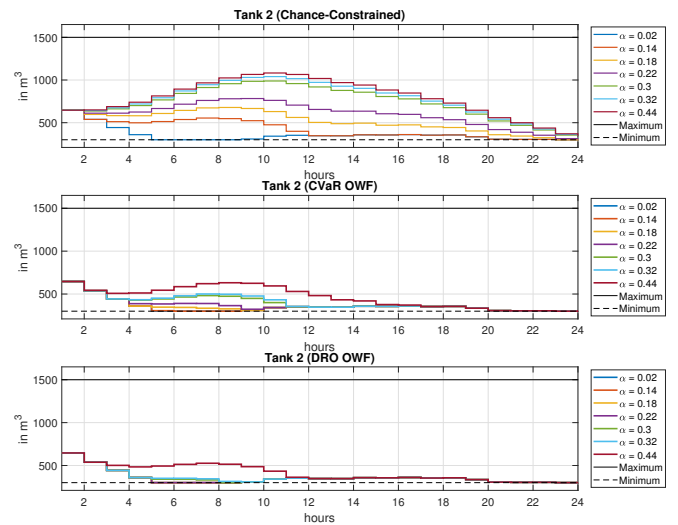 Tank 2 (Chance-Constrained)
1500
1000
500
in m³
2 4 6 8 10 12 14 16 18 20 22 24
hours
α = 0.02
α = 0.14
α = 0.18
α = 0.22
α = 0.3
α = 0.32
α = 0.44
Maximum
Minimum
Tank 2 (CVaR OWF)
1500
1000
500
in m³
2 4 6 8 10 12 14 16 18 20 22 24
hours
α = 0.02
α = 0.14
α = 0.18
α = 0.22
α = 0.3
α = 0.32
α = 0.44
Maximum
Minimum
Tank 2 (DRO OWF)
1500
1000
500
in m³
2 4 6 8 10 12 14 16 18 20 22 24
hours
α = 0.02
α = 0.14
α = 0.18
α = 0.22
α = 0.3
α = 0.32
α = 0.44
Maximum
Minimum